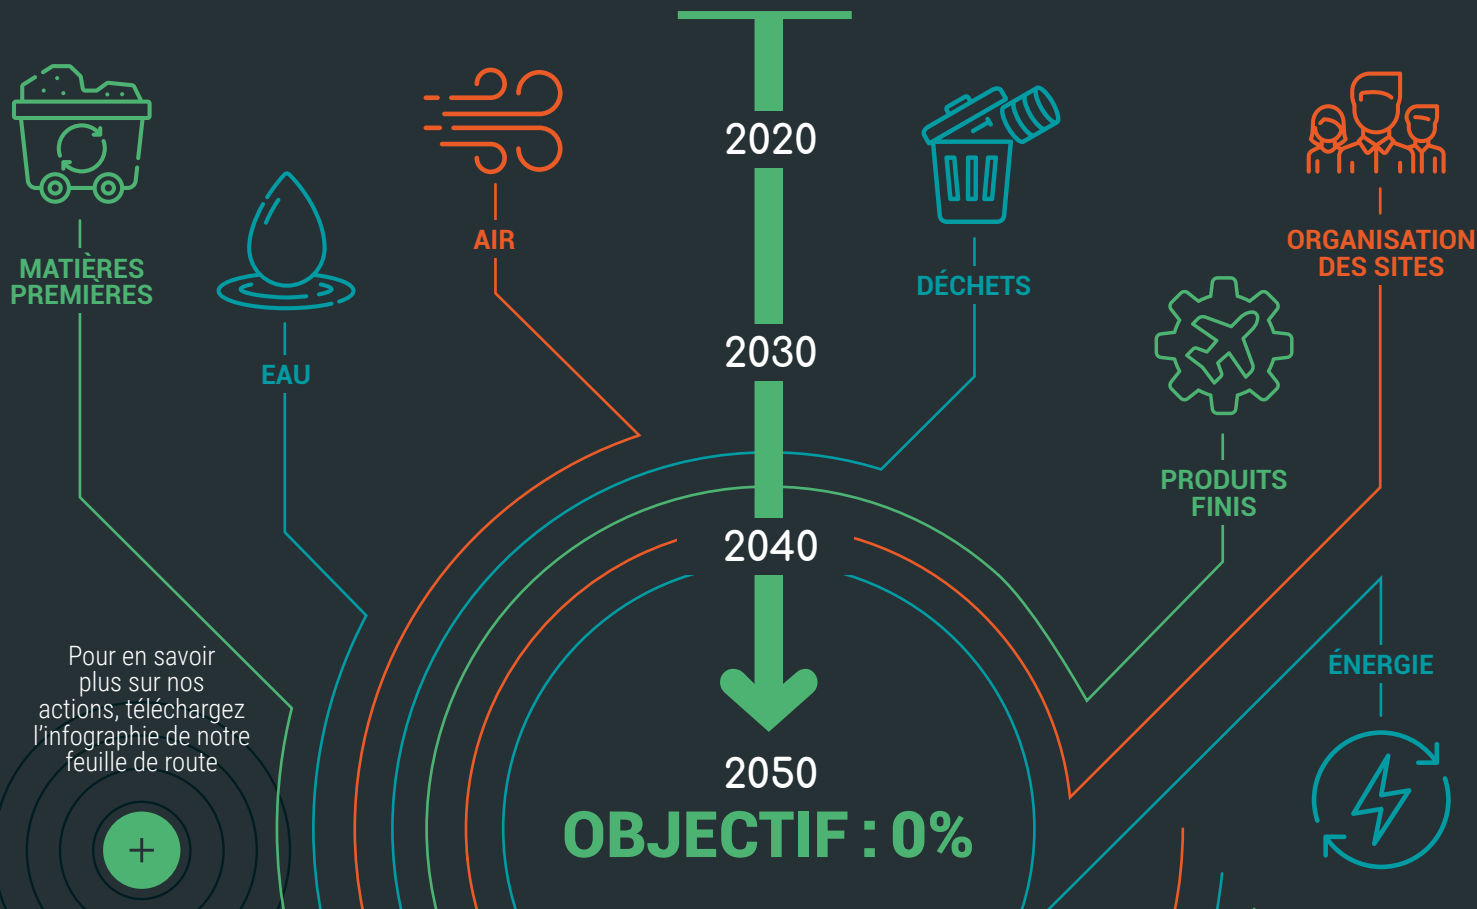 MATIÈRES
PREMIÈRES
EAU
AIR
2020
2030
2040
2050
OBJECTIF : 0%
DÉCHETS
PRODUITS
FINIS
ORGANISATION
DES SITES
ÉNERGIE
Pour en savoir
plus sur nos
actions, téléchargez
l'infographie de notre
feuille de route
+